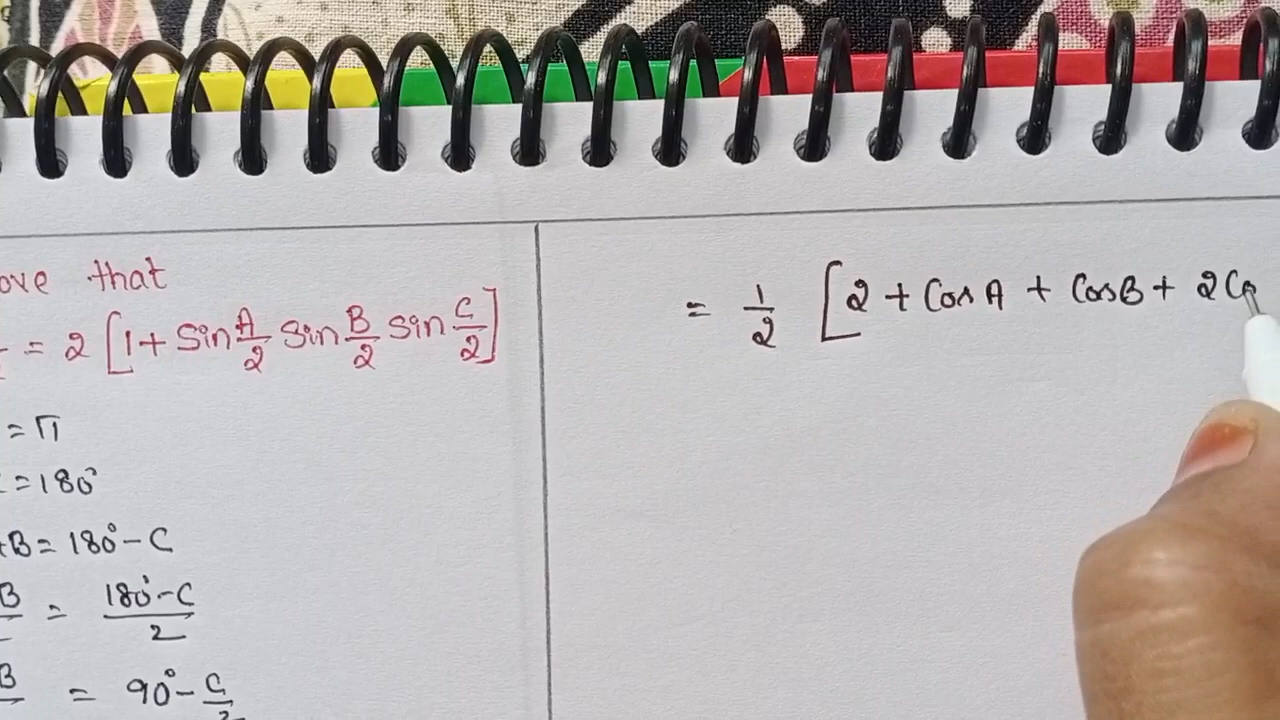 ove that
= 2 [1 + Sin A/2 Sin B/2 Sin C/2]
= π
= 180°
+B = 180° - C
B = 180° - C / 2
B = 90° - C/2
= 1/2 [2 + Cos A + Cos B + 2 Co